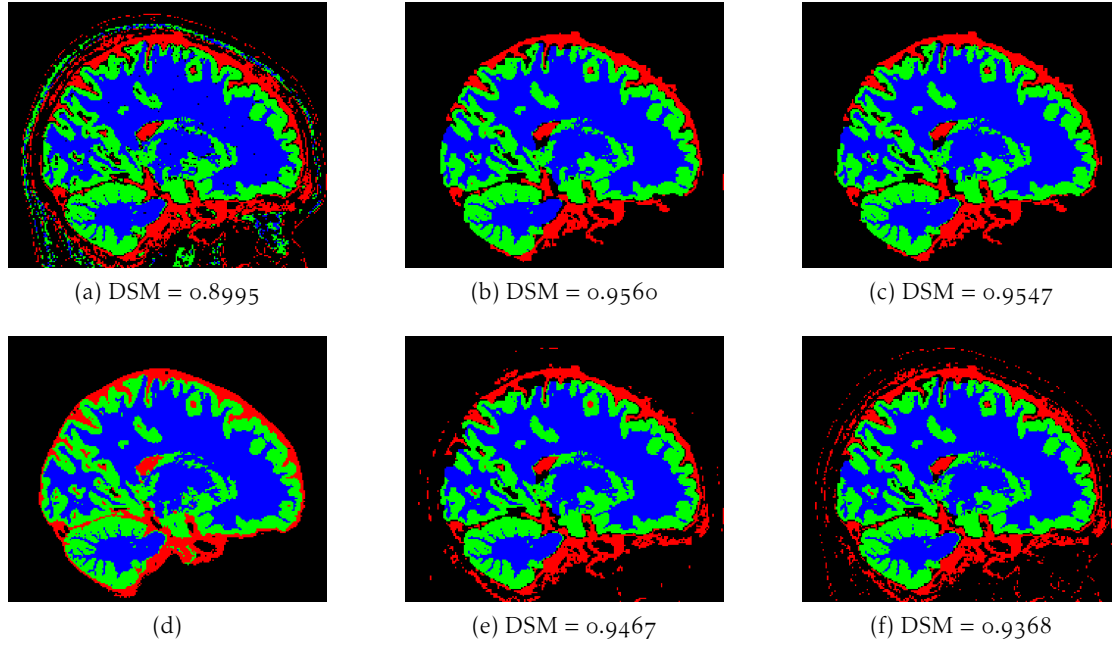 (a) DSM = 0.8995
(b) DSM = 0.9560
(c) DSM = 0.9547
(d)
(e) DSM = 0.9467
(f) DSM = 0.9368